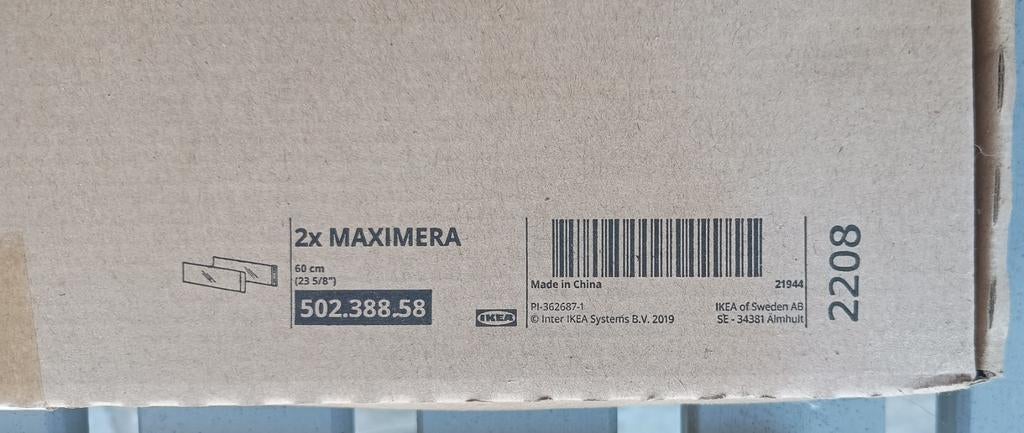 2x MAXIMERA
60 cm
(23 5/8")
502.388.58
IKEA
Made in China 21944
PI-362687-1
© Inter IKEA Systems B.V. 2019
IKEA of Sweden AB
SE - 34381 Älmhult
2208